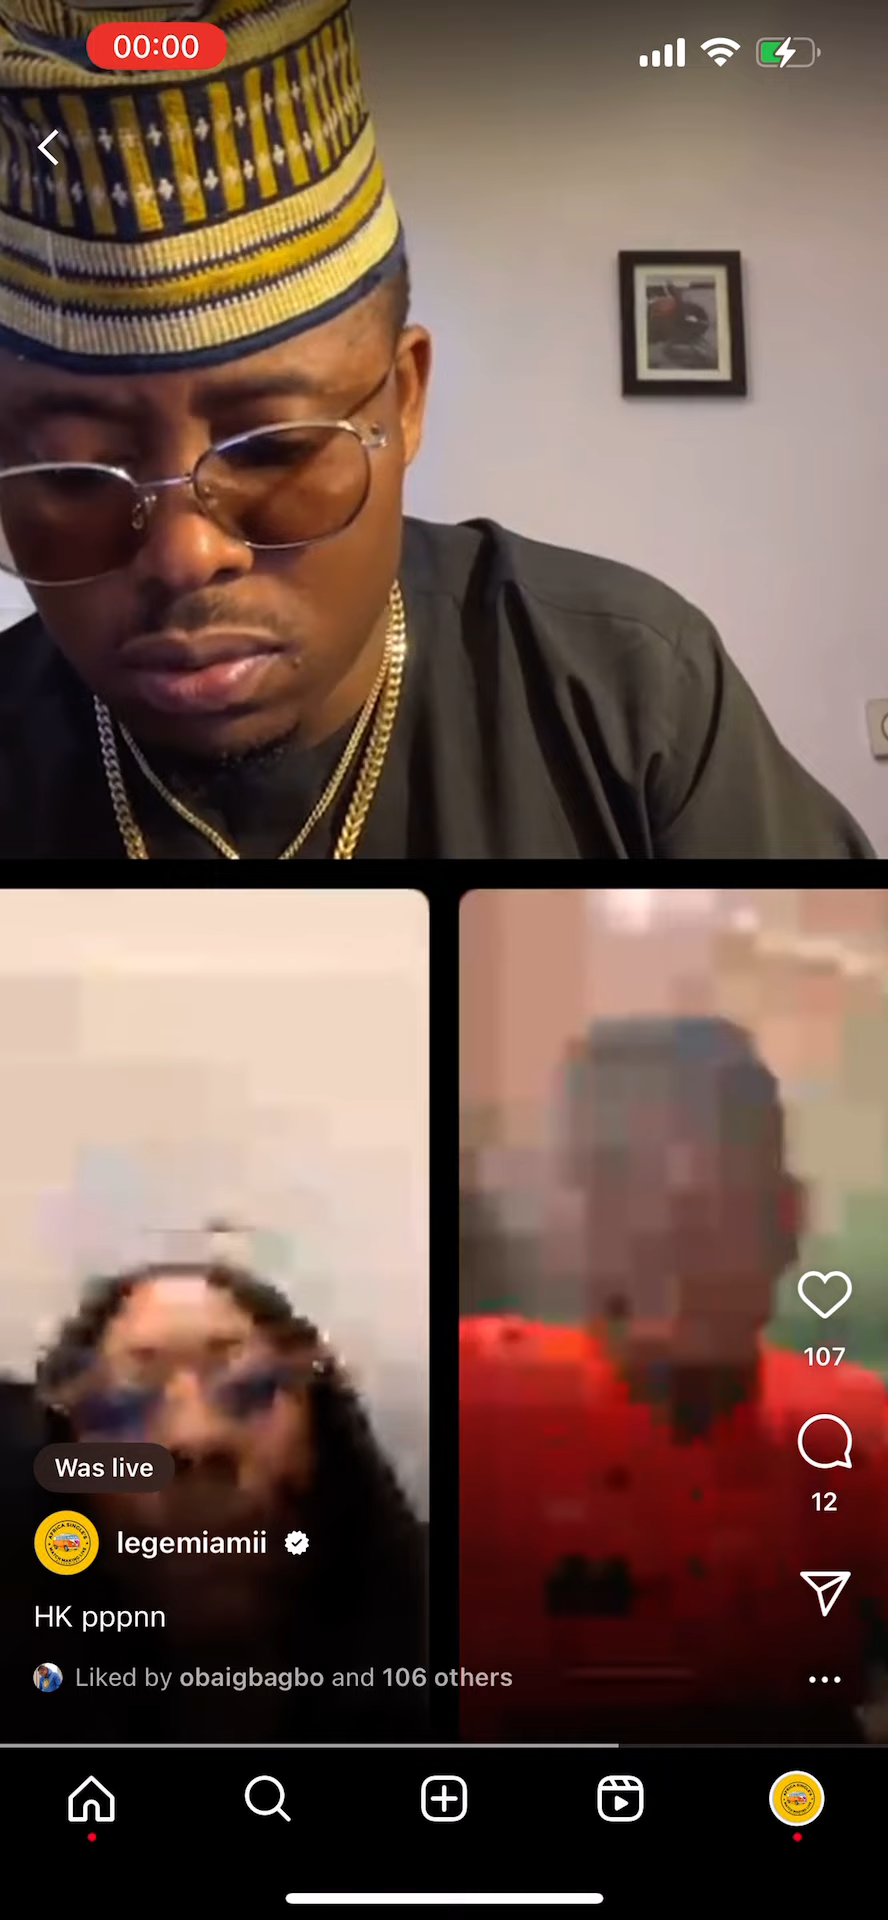 00:00
107
Was live
12
legemiamii
HK pppnn
Liked by obaigbagbo and 106 others